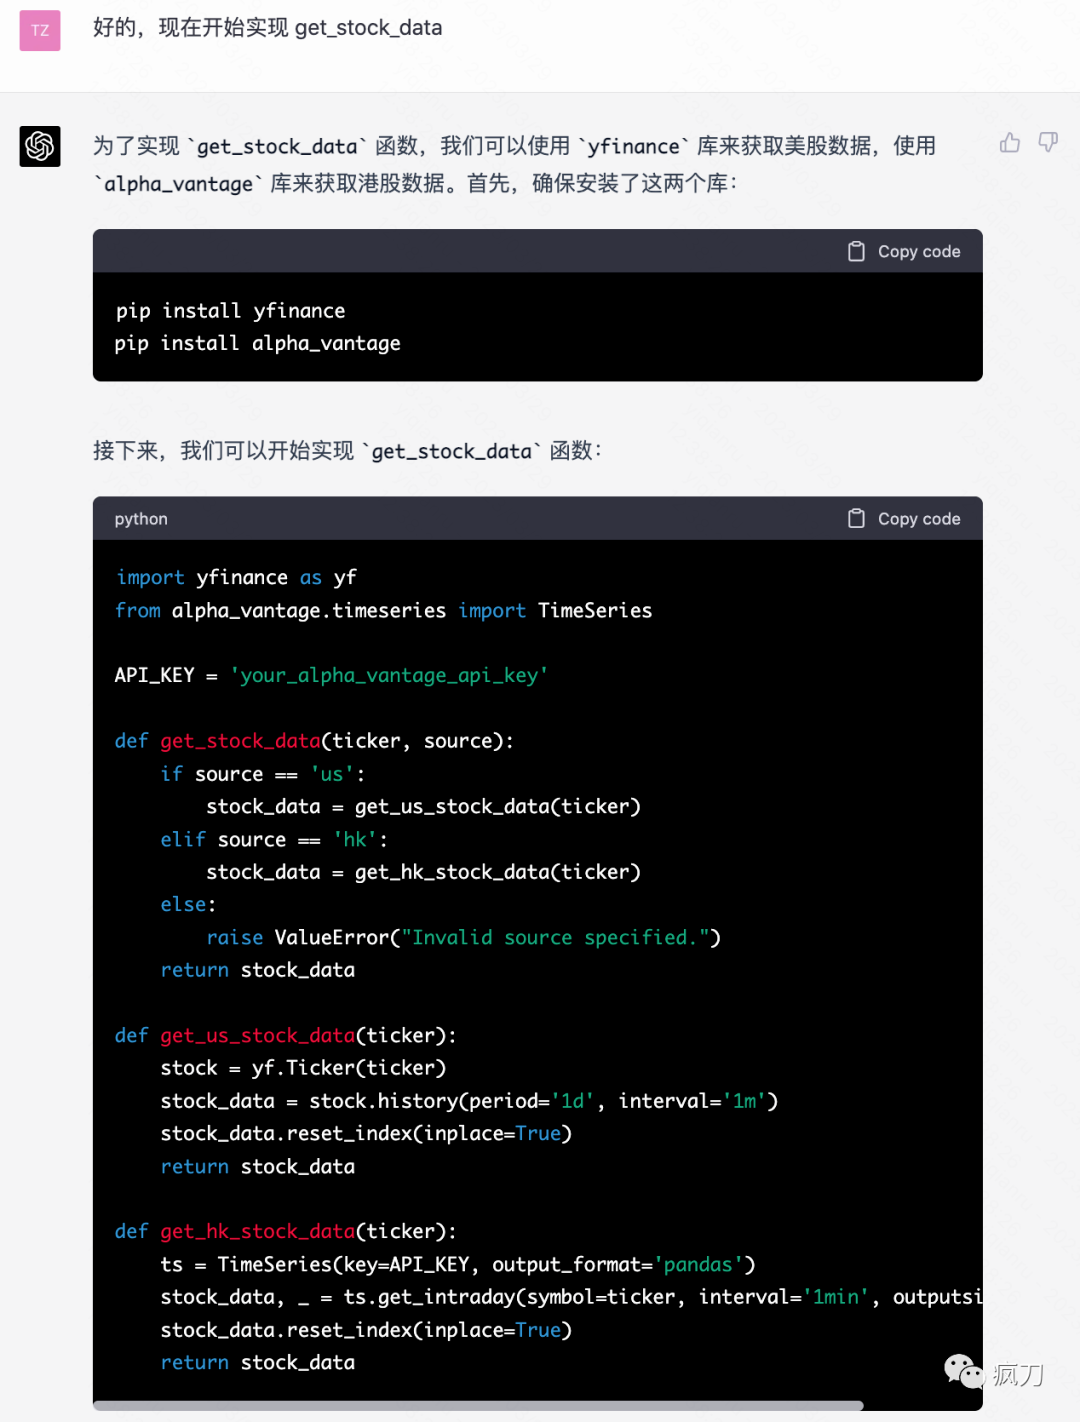 TZ
好的，现在开始实现 get_stock_data
为了实现 `get_stock_data` 函数，我们可以使用 `yfinance` 库来获取美股数据，使用
`alpha_vantage` 库来获取港股数据。首先，确保安装了这两个库：
Copy code
pip install yfinance
pip install alpha_vantage
接下来，我们可以开始实现 `get_stock_data` 函数：
python
Copy code
import yfinance as yf
from alpha_vantage.timeseries import TimeSeries
API_KEY = 'your_alpha_vantage_api_key'
def get_stock_data(ticker, source):
    if source == 'us':
        stock_data = get_us_stock_data(ticker)
    elif source == 'hk':
        stock_data = get_hk_stock_data(ticker)
    else:
        raise ValueError("Invalid source specified.")
    return stock_data
def get_us_stock_data(ticker):
    stock = yf.Ticker(ticker)
    stock_data = stock.history(period='1d', interval='1m')
    stock_data.reset_index(inplace=True)
    return stock_data
def get_hk_stock_data(ticker):
    ts = TimeSeries(key=API_KEY, output_format='pandas')
    stock_data, _ = ts.get_intraday(symbol=ticker, interval='1min', outputsi
    stock_data.reset_index(inplace=True)
    return stock_data
疯刀